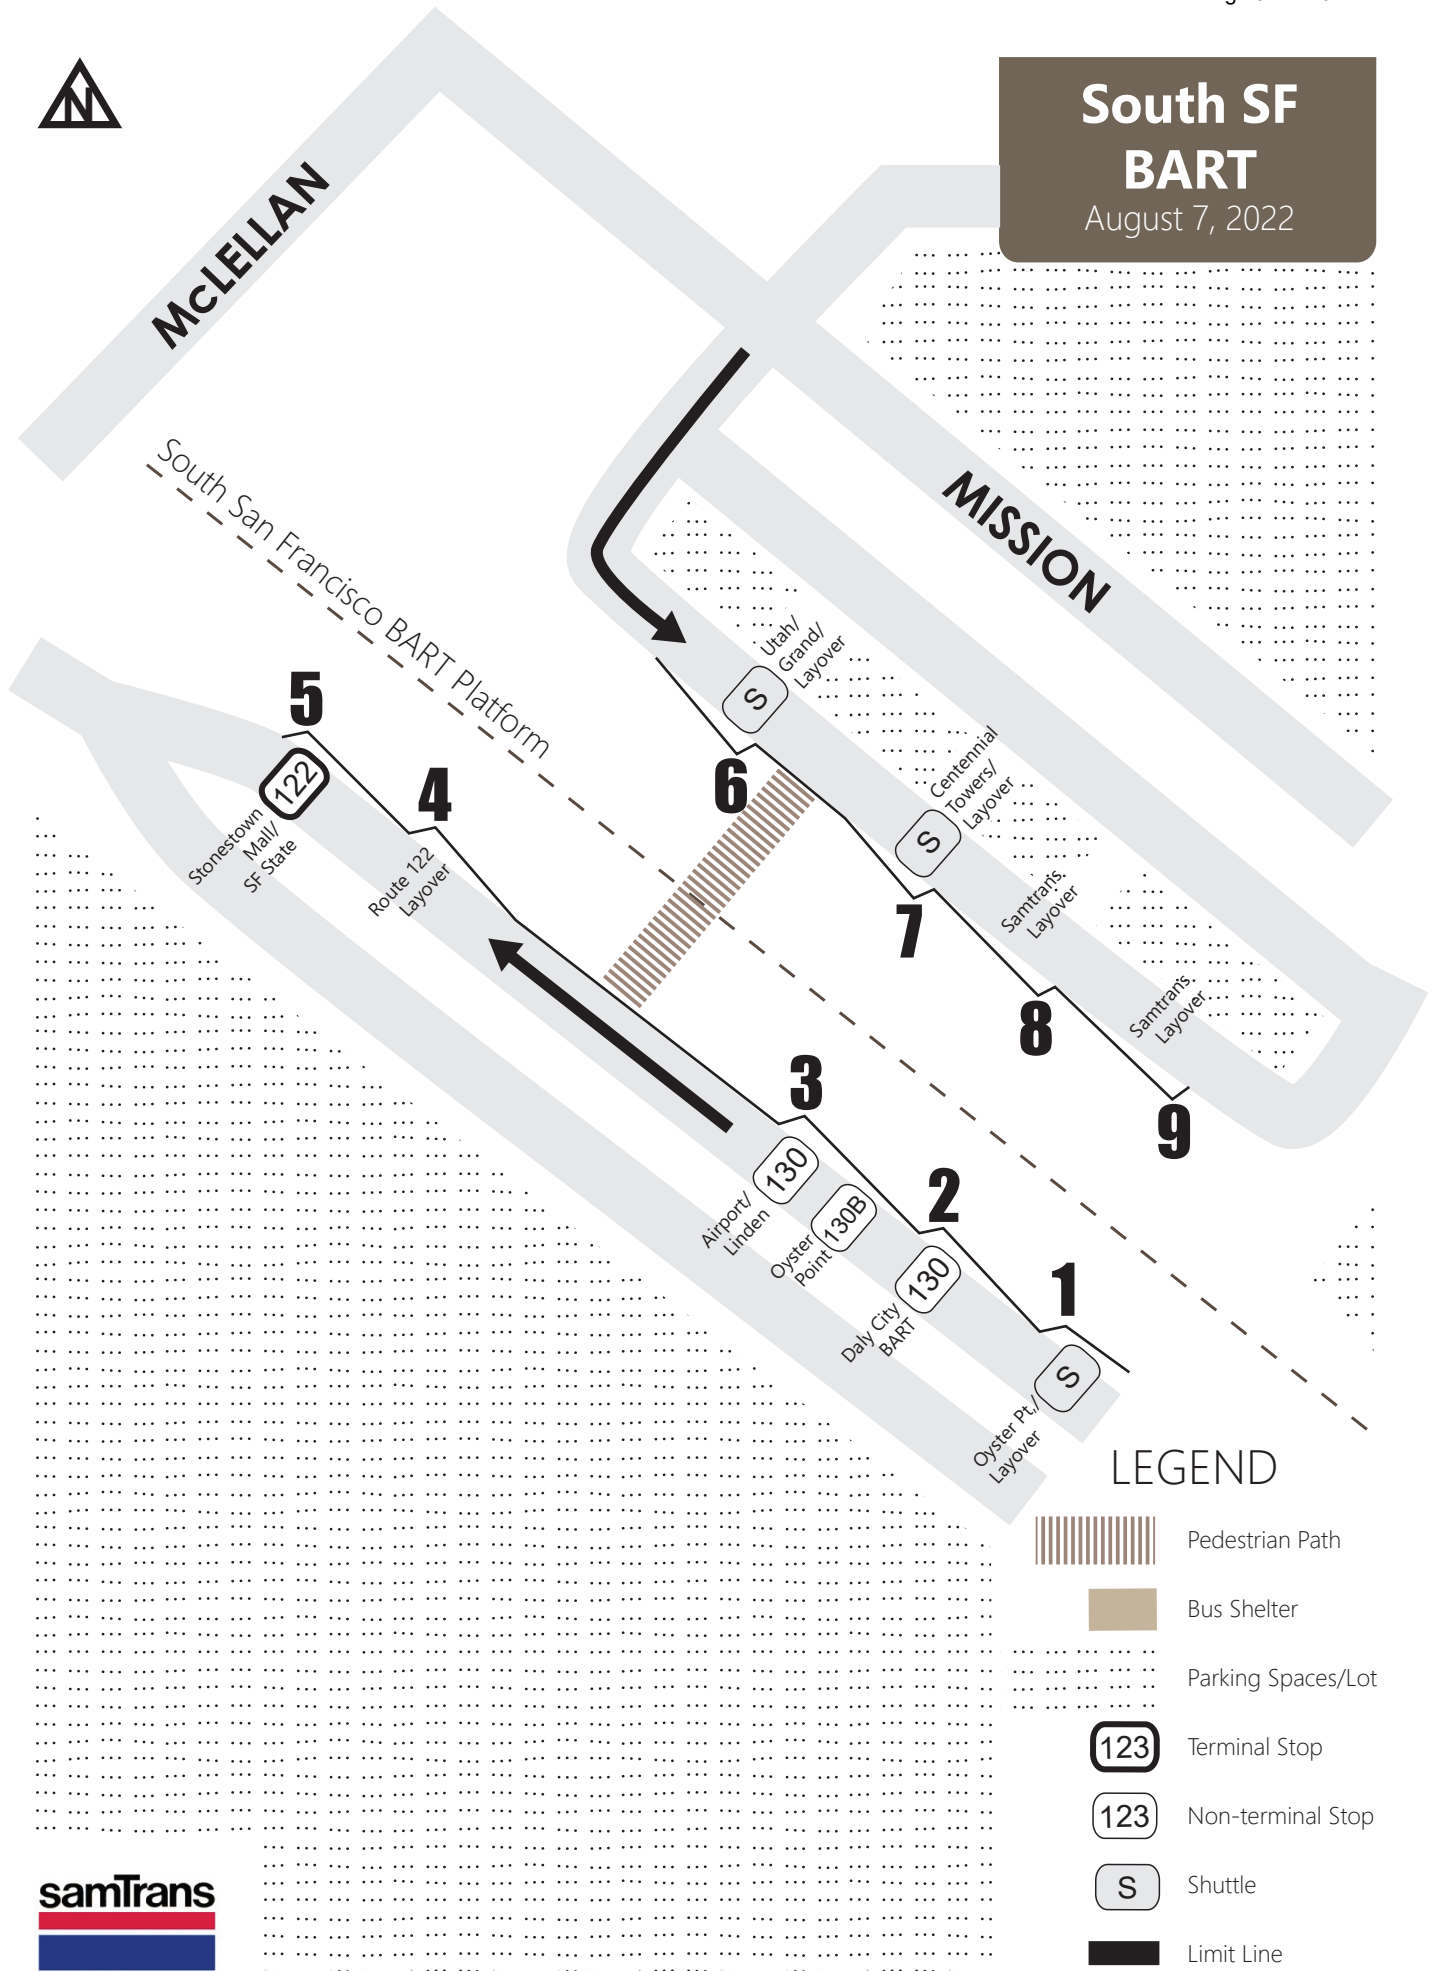 N
South SF
BART
August 7, 2022
McLELLAN
MISSION
South San Francisco BART Platform
Utah/
Grand/
Layover
S
6
Centennial
Towers/
Layover
S
7
Samtrans
Layover
8
Samtrans
Layover
9
5
122
Stonestown
Mall/
SF State
4
Route 122
Layover
3
130
Airport/
Linden
130B
Oyster
Point
2
130
Daly City
BART
1
S
Oyster Pt./
Layover
LEGEND
Pedestrian Path
Bus Shelter
Parking Spaces/Lot
123
Terminal Stop
123
Non-terminal Stop
S
Shuttle
Limit Line
samTrans